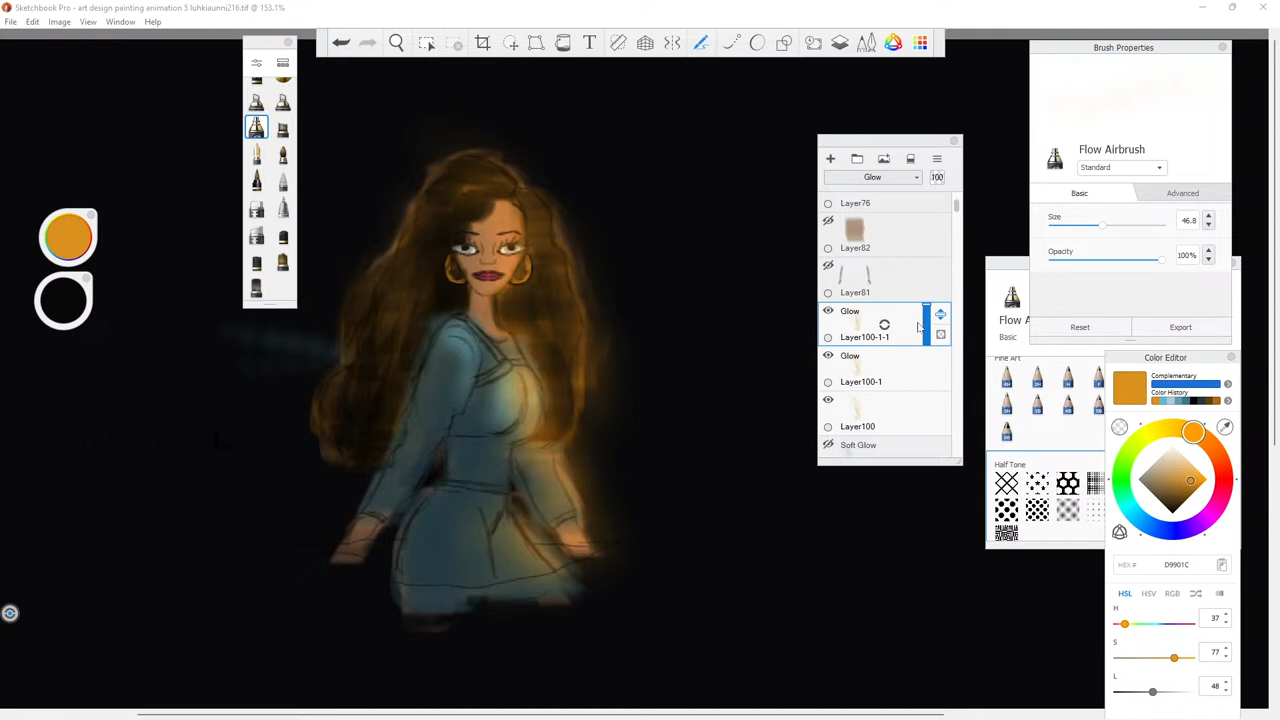 Sketchbook Pro - art design painting animation 5 luhkiaunni216.tif @ 153.1%
File Edit Image View Window Help
Brush Properties
Flow Airbrush
Standard
Basic Advanced
Size 46.8
Opacity 100%
Reset Export
Glow 100
Layer76
Layer82
Layer81
Glow
Layer100-1-1
Glow
Layer100-1
Layer100
Soft Glow
Flow A
Basic
Fine Art
4H 2H H F
Half Tone
Color Editor
Complementary
Color History
HEX # D9901C
HSL HSV RGB
H 37
S 77
L 48